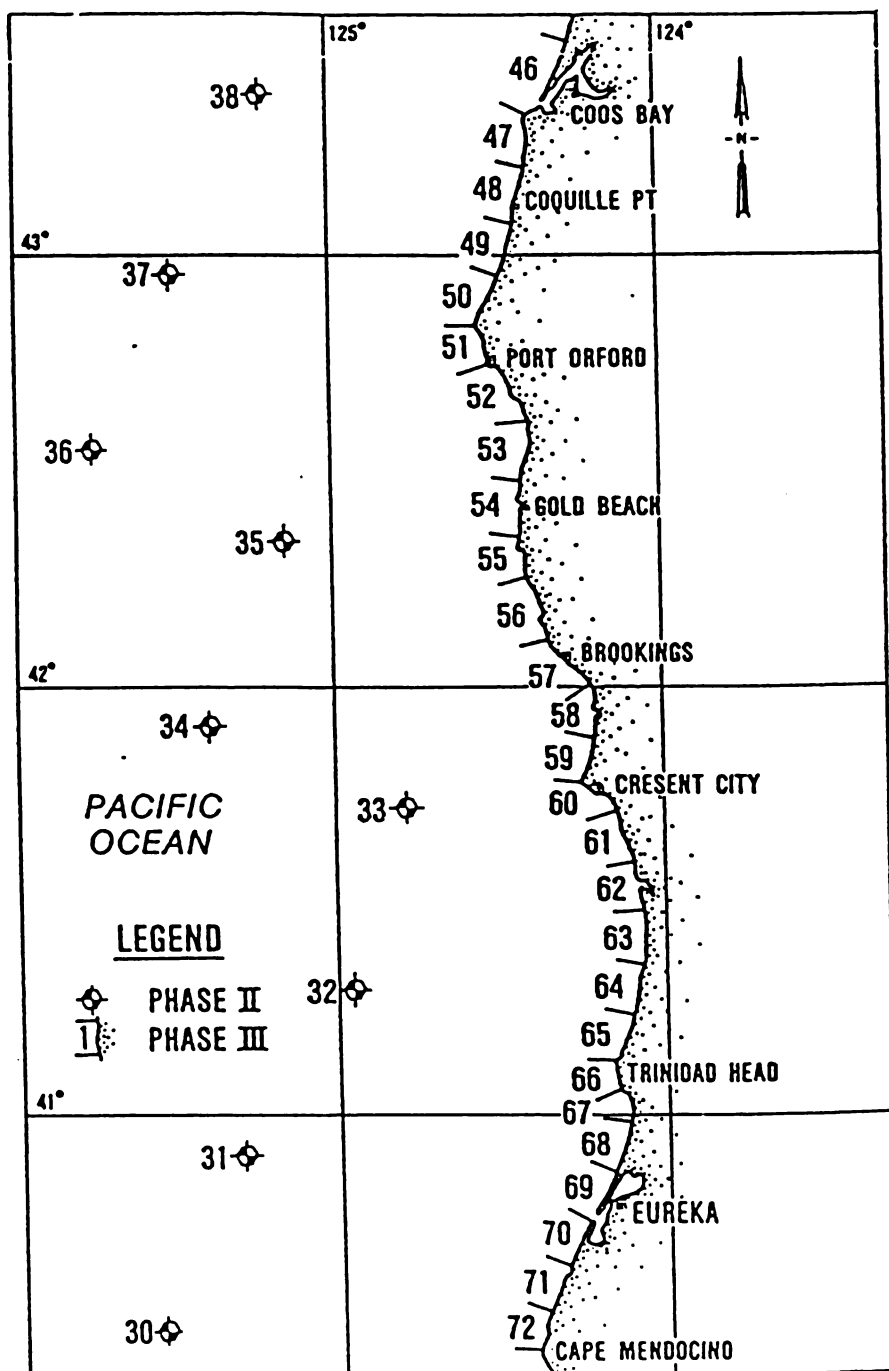 125°
124°
46
38
COOS BAY
-N-
47
48
COQUILLE PT
43°
49
37
50
51
PORT ORFORD
52
36
53
54
GOLD BEACH
35
55
56
BROOKINGS
57
42°
58
34
59
CRESENT CITY
60
33
PACIFIC
OCEAN
61
62
LEGEND
63
32
64
PHASE II
1 PHASE III
65
66
TRINIDAD HEAD
41°
67
68
31
69
EUREKA
70
71
30
72
CAPE MENDOCINO